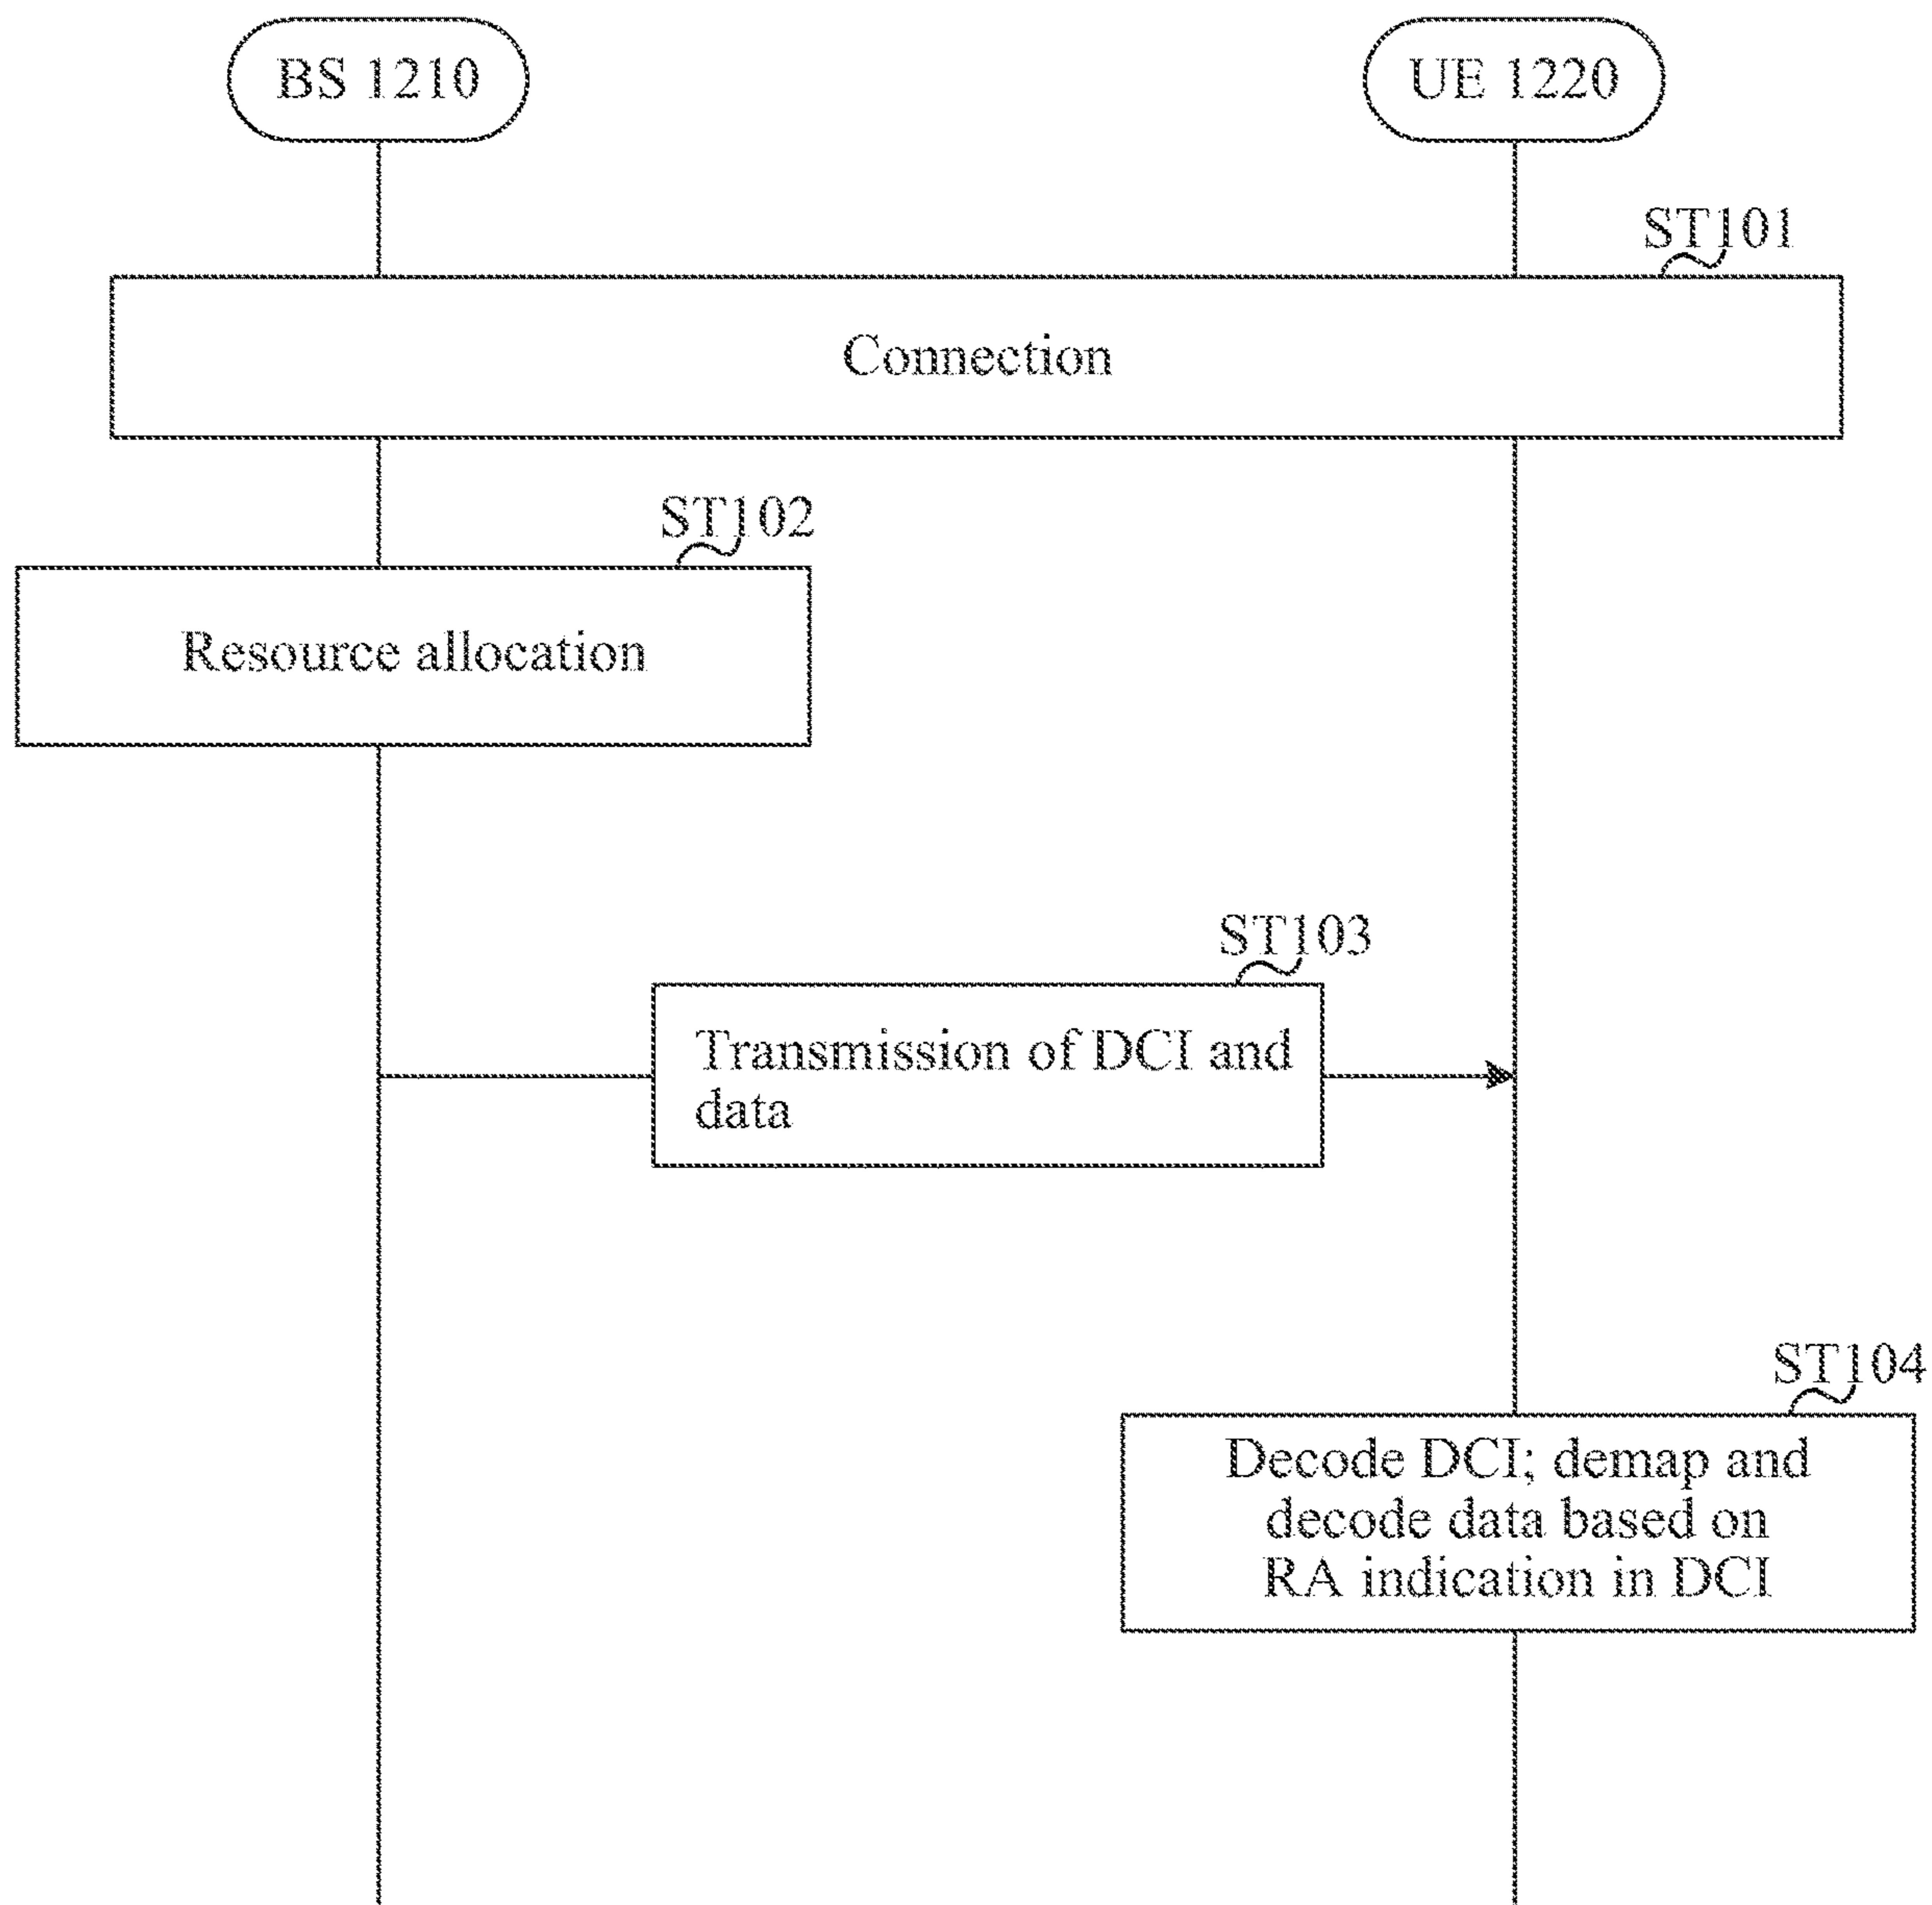 BS 1210
UE 1220
ST101
Connection
ST102
Resource allocation
ST103
Transmission of DCI and
data
ST104
Decode DCI; demap and
decode data based on
RA indication in DCI